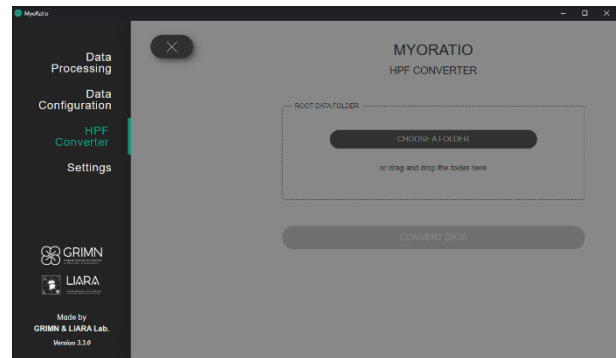 MyoRatio
Data
Processing
Data
Configuration
HPF
Converter
Settings
GRIMN
LIARA
Made by
GRIMN & LIARA Lab.
Version 3.3.0
MYORATIO
HPF CONVERTER
ROOT DATA FOLDER
CHOOSE A FOLDER
or drag and drop the folder here
CONVERT DATA